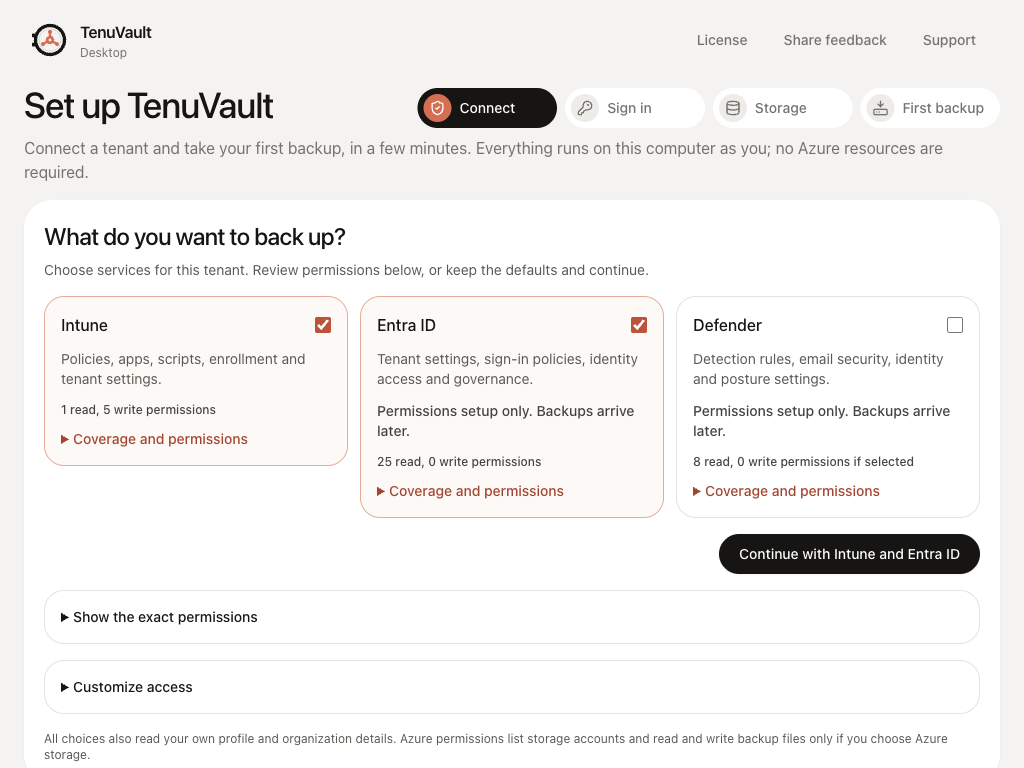 TenuVault
Desktop
License
Share feedback
Support
Set up TenuVault
Connect
Sign in
Storage
First backup
Connect a tenant and take your first backup, in a few minutes. Everything runs on this computer as you; no Azure resources are
required.
What do you want to back up?
Choose services for this tenant. Review permissions below, or keep the defaults and continue.
Intune
Policies, apps, scripts, enrollment and
tenant settings.
1 read, 5 write permissions
Coverage and permissions
Entra ID
Tenant settings, sign-in policies, identity
access and governance.
Permissions setup only. Backups arrive
later.
25 read, 0 write permissions
Coverage and permissions
Defender
Detection rules, email security, identity
and posture settings.
Permissions setup only. Backups arrive
later.
8 read, 0 write permissions if selected
Coverage and permissions
Continue with Intune and Entra ID
Show the exact permissions
Customize access
All choices also read your own profile and organization details. Azure permissions list storage accounts and read and write backup files only if you choose Azure
storage.